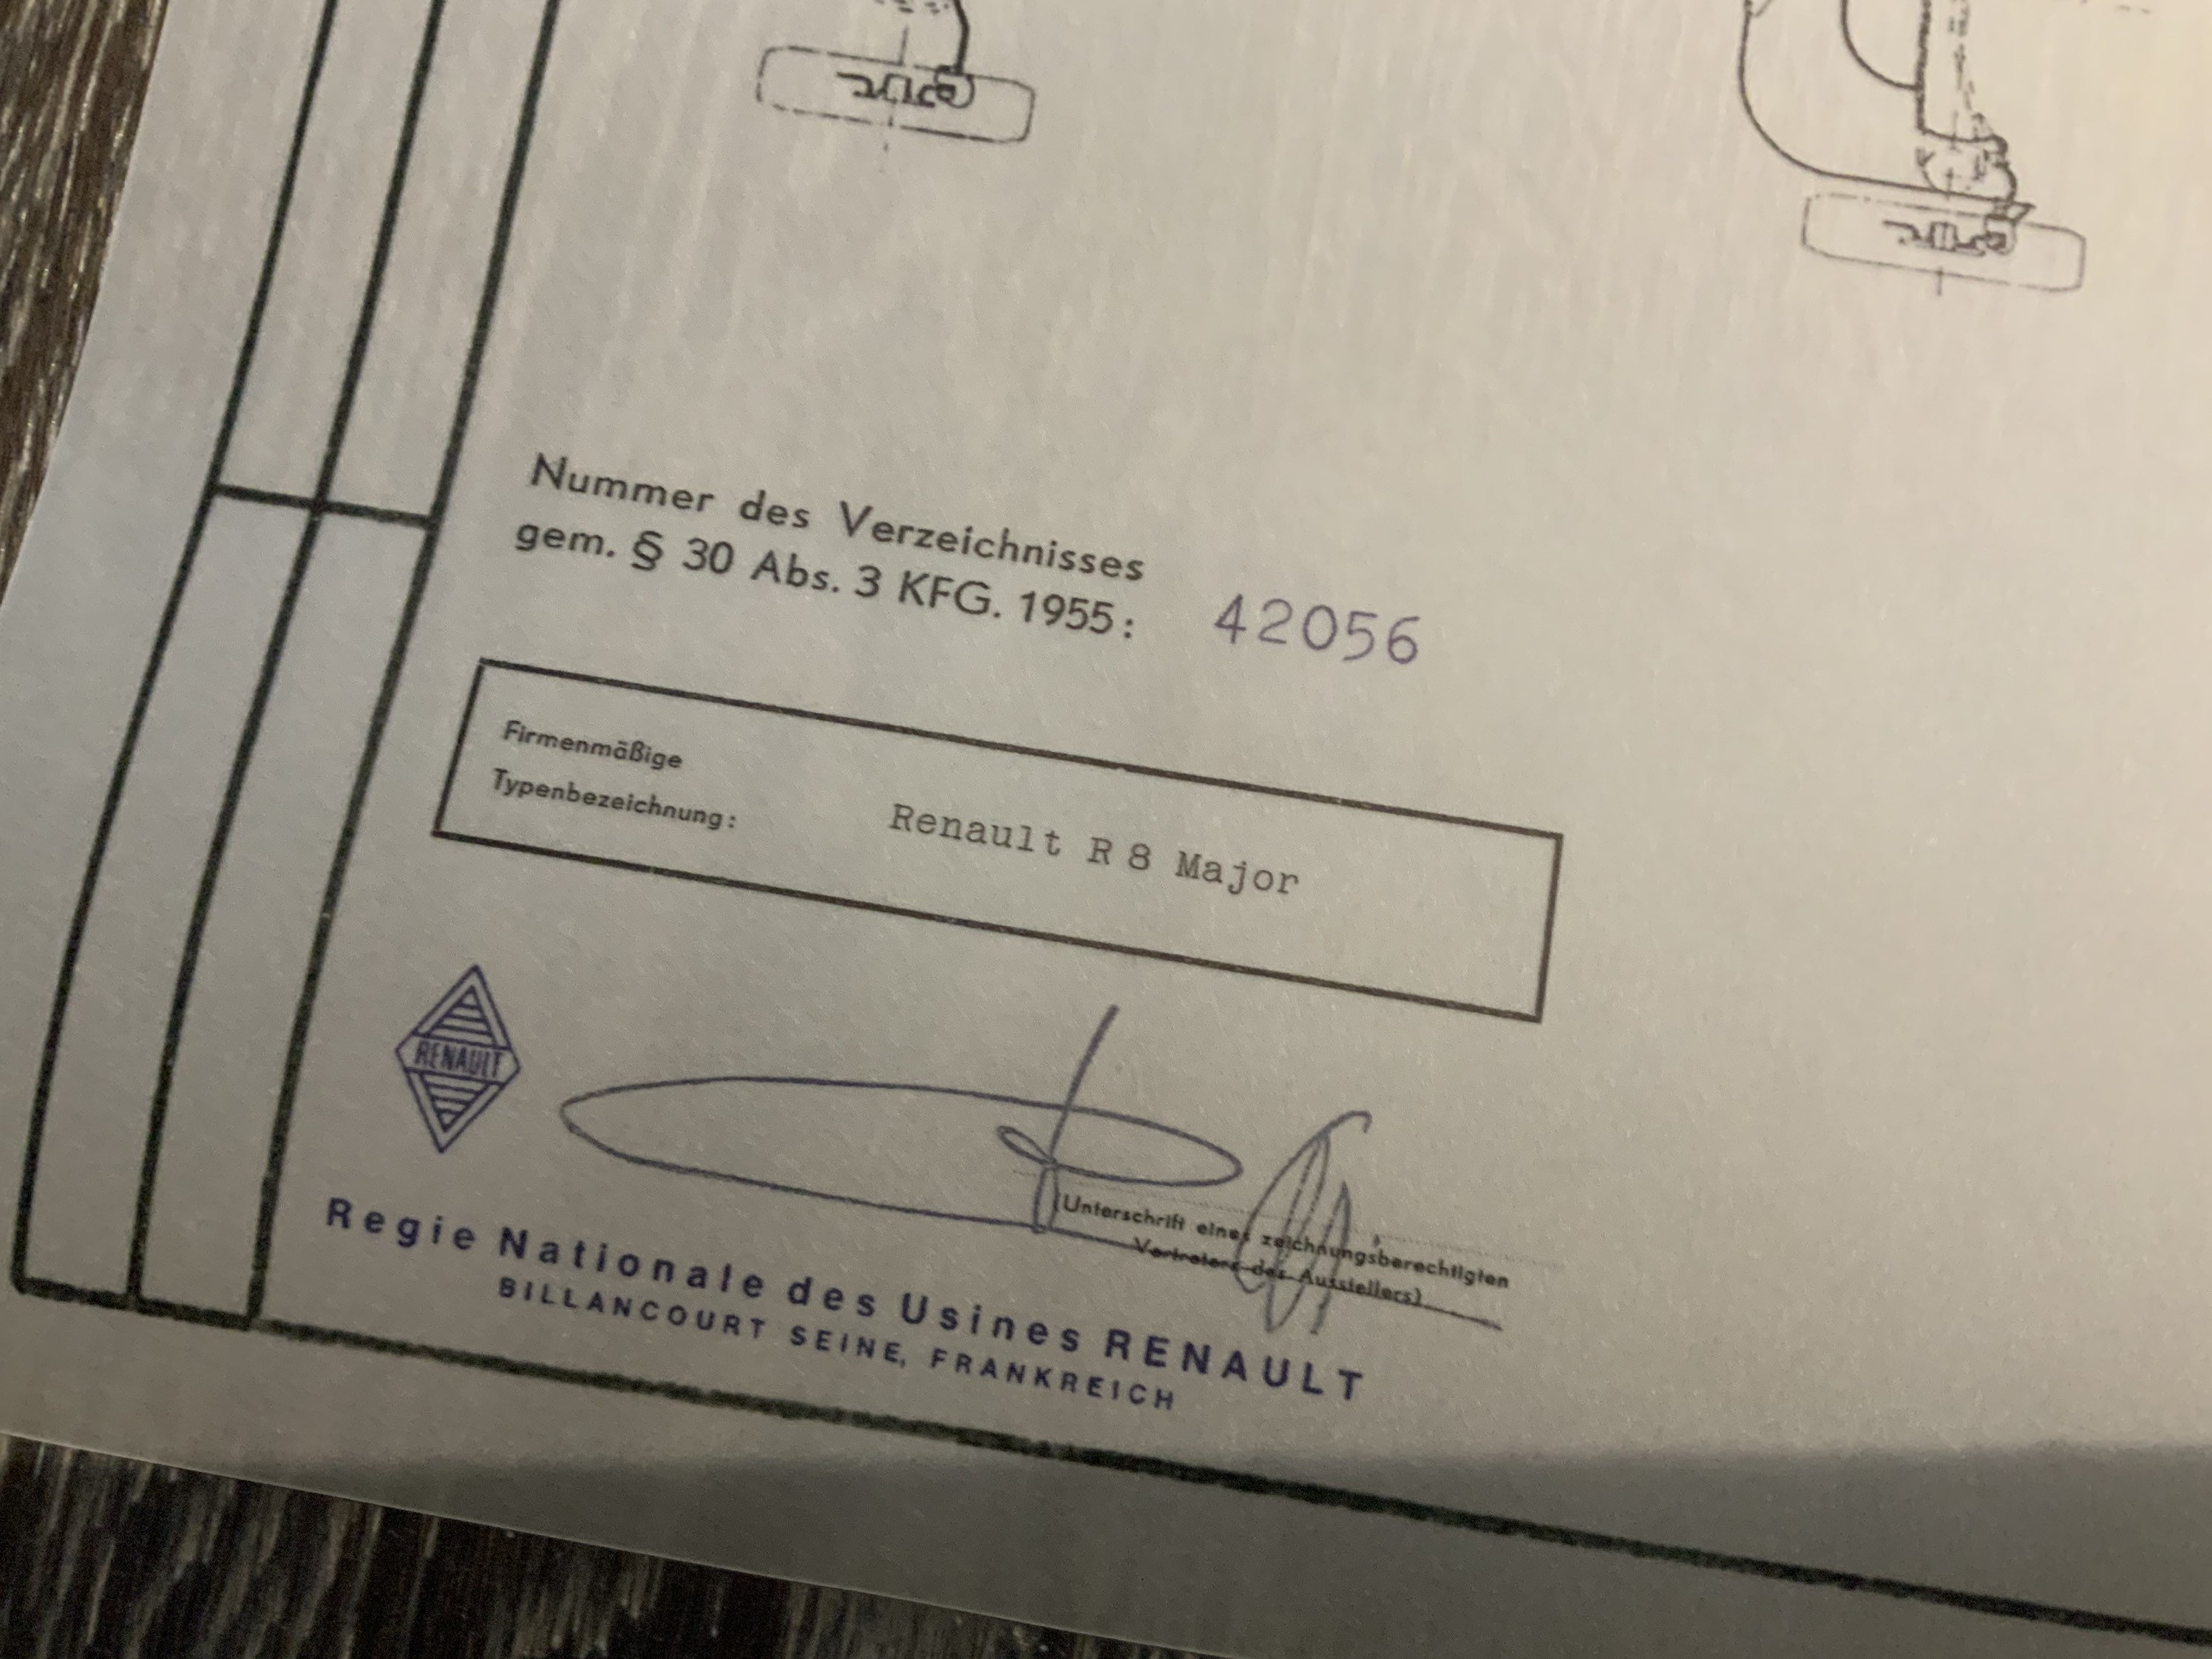 Nummer des Verzeichnisses
gem. § 30 Abs. 3 KFG. 1955: 42056
Firmenmäßige
Typenbezeichnung: Renault R 8 Major
RENAULT
(Unterschrift eines zeichnungsberechtigten
Vertreters des Ausstellers)
Regie Nationale des Usines RENAULT
BILLANCOURT SEINE, FRANKREICH